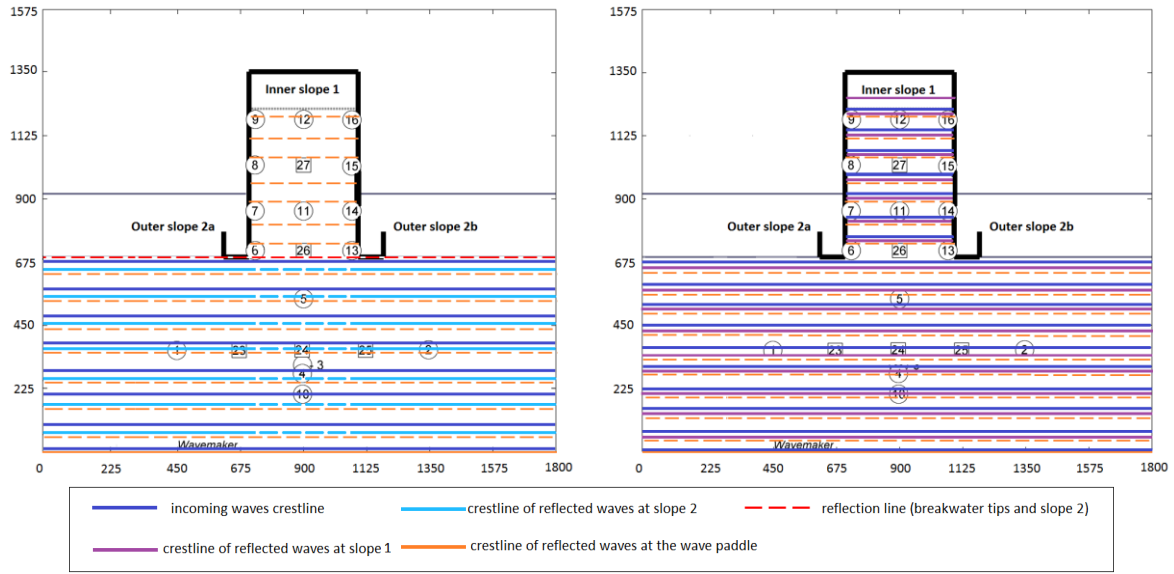 1575
1350
1125
900
675
450
225
0 225 450 675 900 1125 1350 1575 1800
Inner slope 1
9 12 16
8 27 15
7 11 14
Outer slope 2a
Outer slope 2b
6 26 13
5
1 23 24 25 2
3
4
10
Wavemaker
1575
1350
1125
900
675
450
225
0 225 450 675 900 1125 1350 1575 1800
Inner slope 1
9 12 16
8 27 15
7 11 14
Outer slope 2a
Outer slope 2b
6 26 13
5
1 23 24 25 2
4
10
Wavemaker
incoming waves crestline
crestline of reflected waves at slope 2
reflection line (breakwater tips and slope 2)
crestline of reflected waves at slope 1
crestline of reflected waves at the wave paddle